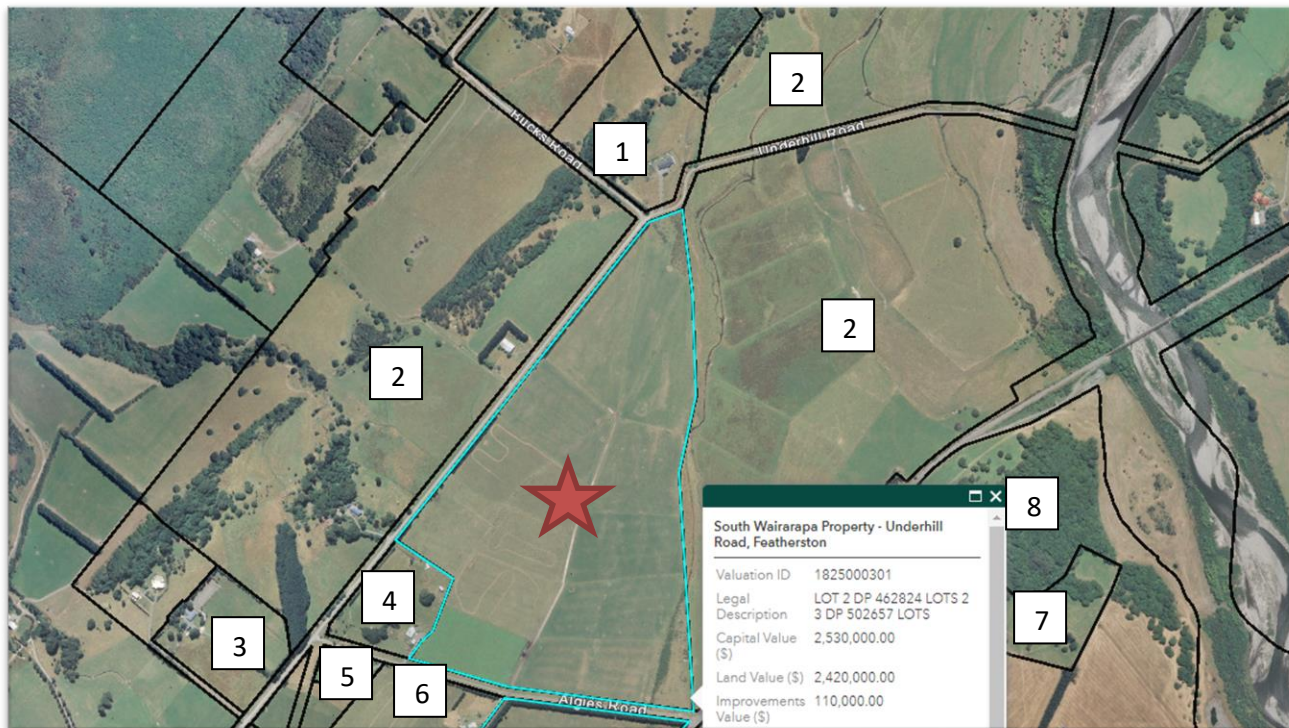 2
Bucks Road
1
Underhill Road
2
2
South Wairarapa Property - Underhill
Road, Featherston
Valuation ID 1825000301
Legal LOT 2 DP 462824 LOTS 2
Description 3 DP 502657 LOTS
Capital Value 2,530,000.00
($)
Land Value ($) 2,420,000.00
Improvements 110,000.00
Value ($)
8
7
4
3
5
6
Algies Road